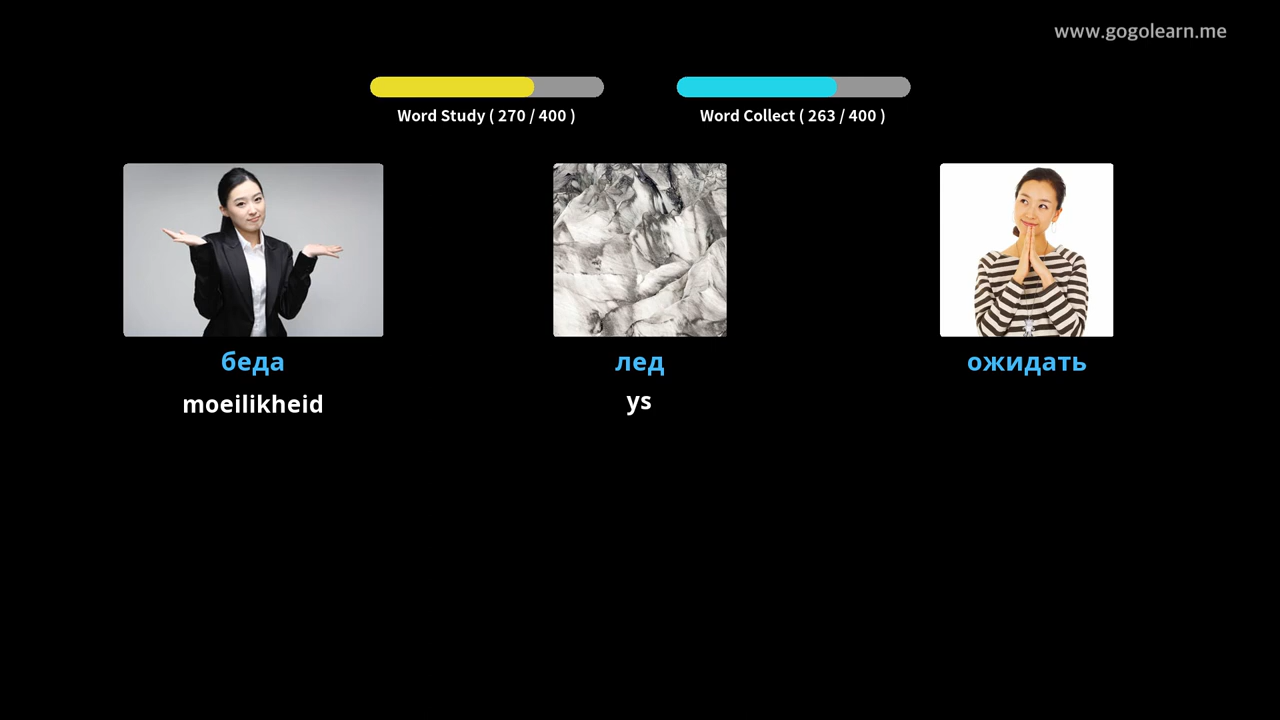 www.gogolearn.me
Word Study ( 270 / 400 )
Word Collect ( 263 / 400 )
беда
лед
ожидать
moeilikheid
ys